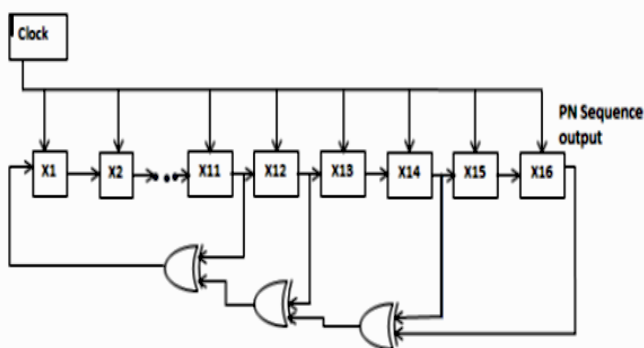 Clock
PN Sequence
output
X1
X2
X11
X12
X13
X14
X15
X16